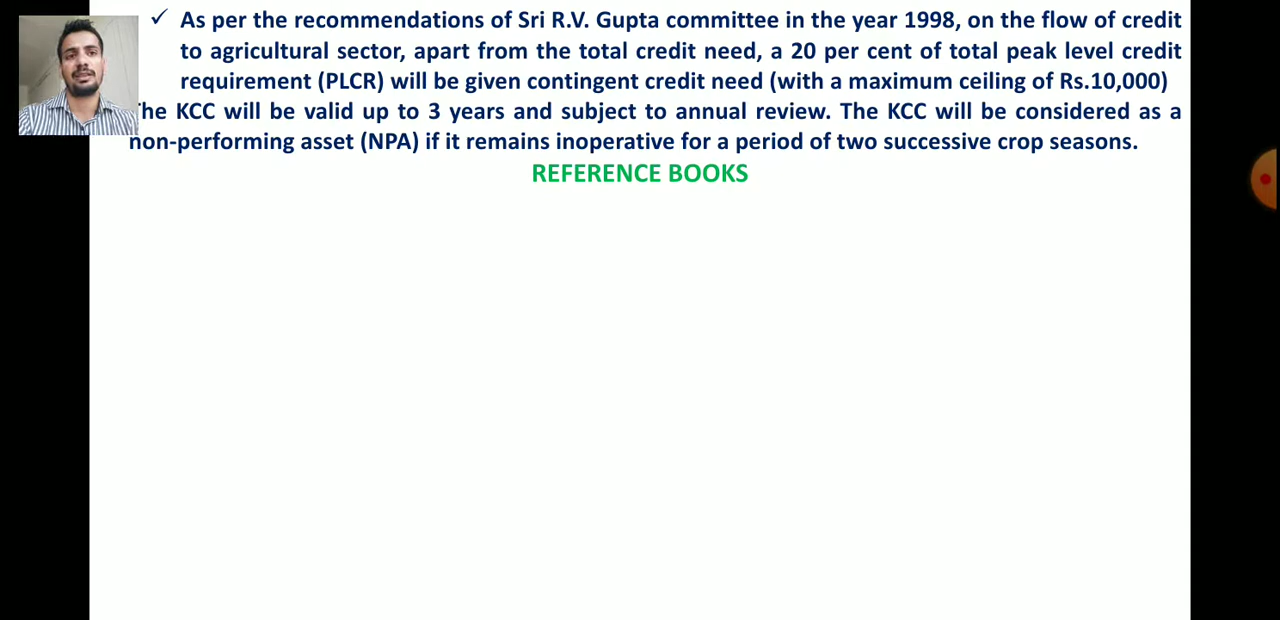 ✓ As per the recommendations of Sri R.V. Gupta committee in the year 1998, on the flow of credit
to agricultural sector, apart from the total credit need, a 20 per cent of total peak level credit
requirement (PLCR) will be given contingent credit need (with a maximum ceiling of Rs.10,000)
he KCC will be valid up to 3 years and subject to annual review. The KCC will be considered as a
non-performing asset (NPA) if it remains inoperative for a period of two successive crop seasons.
REFERENCE BOOKS